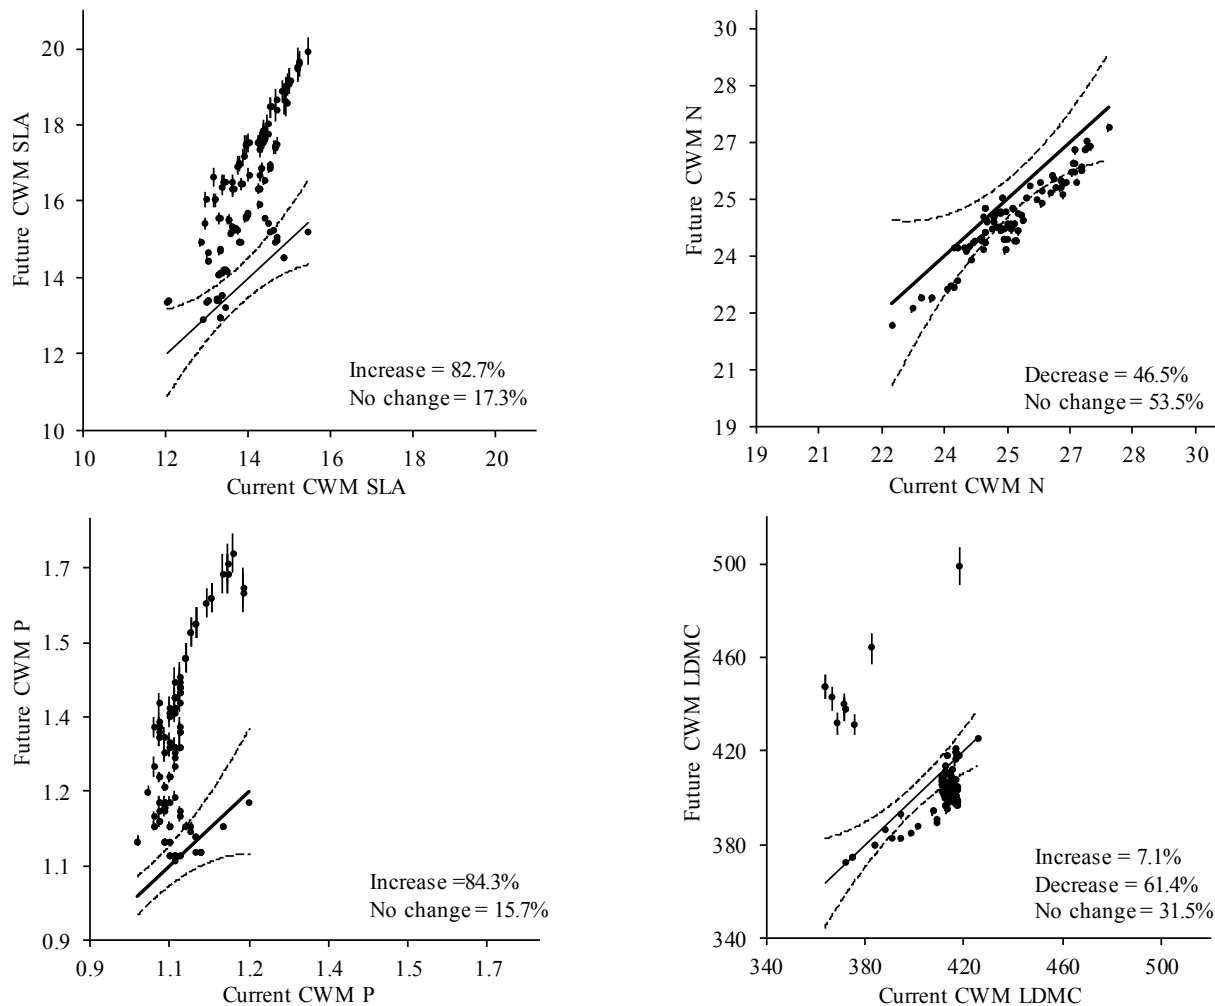 Future CWM SLA
20
18
16
14
12
10
Increase = 82.7%
No change = 17.3%
10
12
14
16
18
20
Current CWM SLA
Future CWM N
30
28
27
25
24
22
21
19
Decrease = 46.5%
No change = 53.5%
19
21
22
24
25
27
28
30
Current CWM N
Future CWM P
1.7
1.5
1.4
1.2
1.1
0.9
Increase =84.3%
No change = 15.7%
0.9
1.1
1.2
1.4
1.5
1.7
Current CWM P
Future CWM LDMC
500
460
420
380
340
Increase = 7.1%
Decrease = 61.4%
No change = 31.5%
340
380
420
460
500
Current CWM LDMC